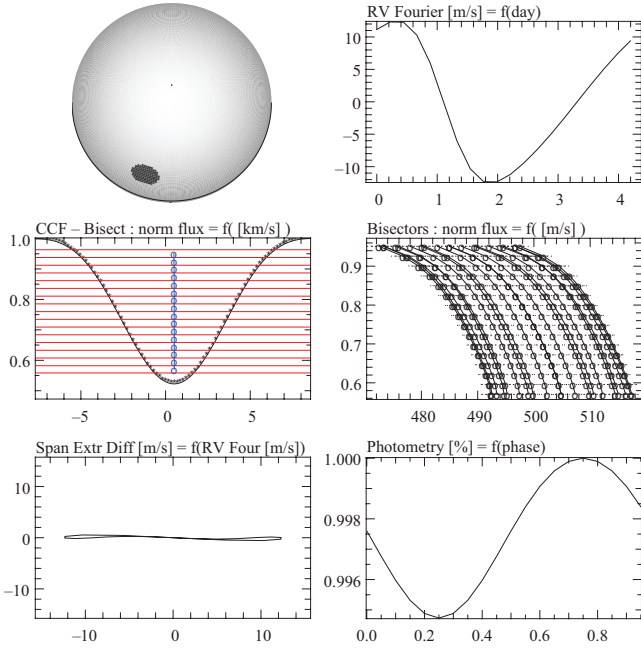 RV Fourier [m/s] = f(day)
10
5
0
−5
−10
0 1 2 3 4
CCF – Bisect : norm flux = f( [km/s] )
1.0
0.8
0.6
−5 0 5
Bisectors : norm flux = f( [m/s] )
0.9
0.8
0.7
0.6
480 490 500 510
Span Extr Diff [m/s] = f(RV Four [m/s])
10
0
−10
−10 0 10
Photometry [%] = f(phase)
1.000
0.998
0.996
0.0 0.2 0.4 0.6 0.8